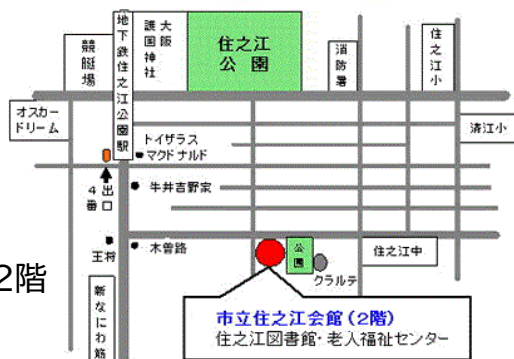 競艇場
地下鉄住之江公園駅
大阪
護国神社
住之江
公園
消防署
住之江小
オスカー
ドリーム
清江小
トイザラス
マクドナルド
4番
出口
牛丼吉野家
王将
木曽路
公園
クラルテ
住之江中
2階
新なにわ筋
市立住之江会館(2階)
住之江図書館・老人福祉センター